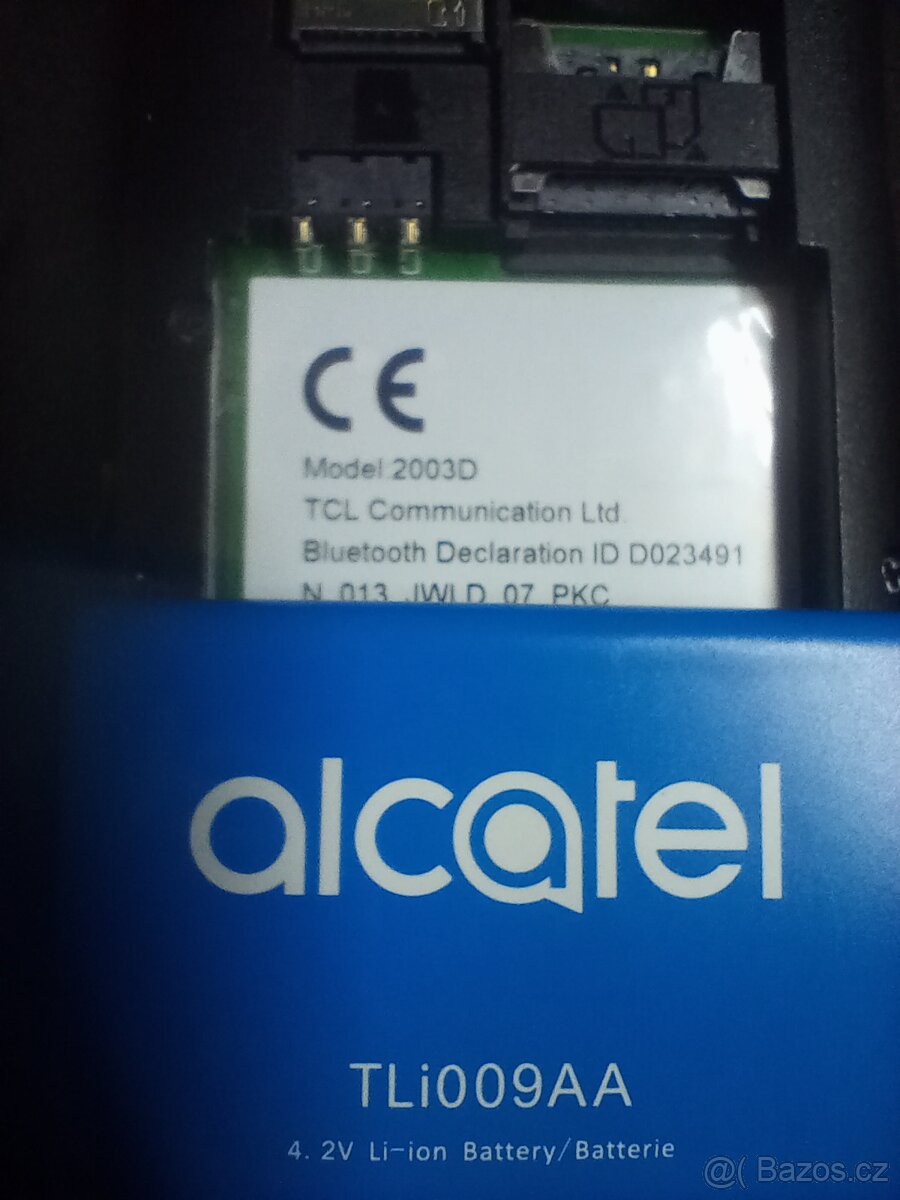 CE
Model 2003D
TCL Communication Ltd.
Bluetooth Declaration ID D023491
N_013_JWLD_07_PKC
alcatel
TLi009AA
4.2V Li-ion Battery/Batterie
@( Bazos.cz